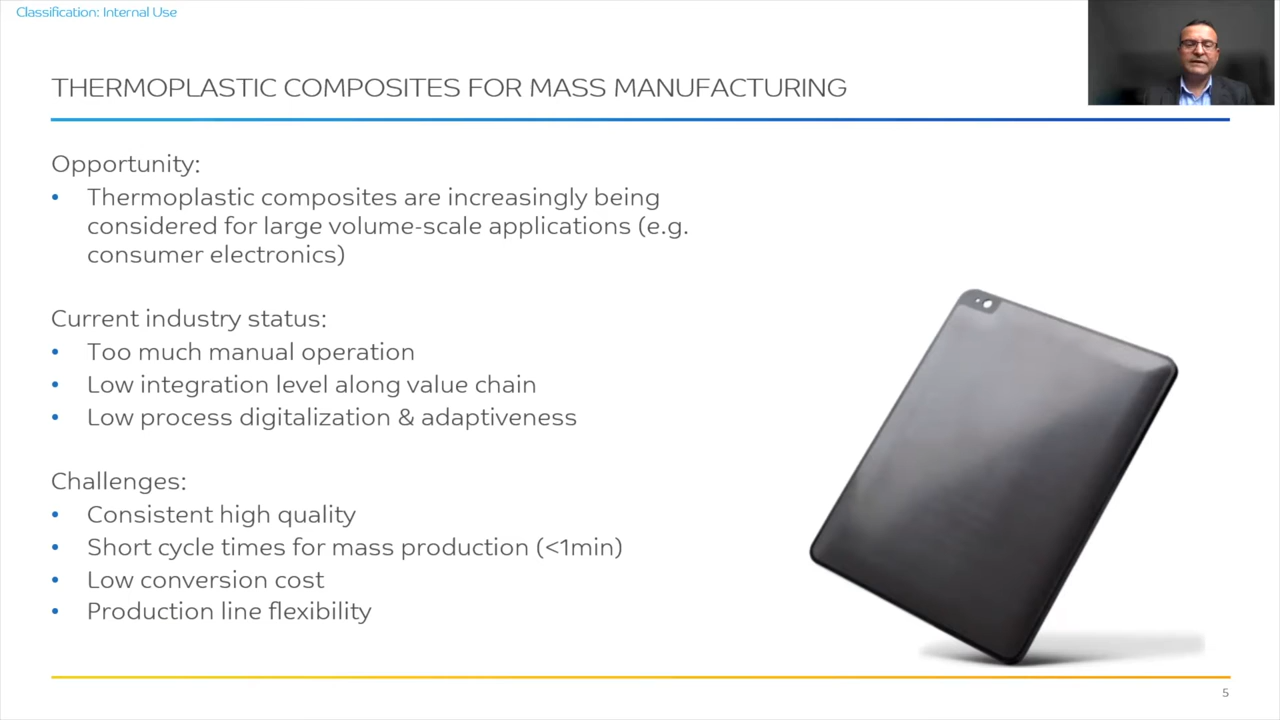 Classification: Internal Use
THERMOPLASTIC COMPOSITES FOR MASS MANUFACTURING
Opportunity:
• Thermoplastic composites are increasingly being
considered for large volume-scale applications (e.g.
consumer electronics)
Current industry status:
• Too much manual operation
• Low integration level along value chain
• Low process digitalization & adaptiveness
Challenges:
• Consistent high quality
• Short cycle times for mass production (<1min)
• Low conversion cost
• Production line flexibility
5